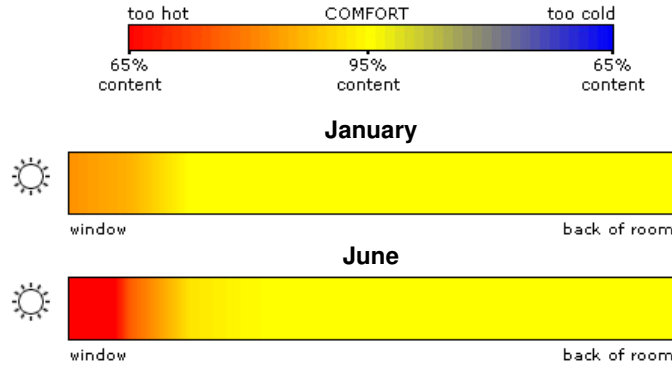 too hot COMFORT too cold
65% 95% 65%
content content content
January
window back of room
June
window back of room